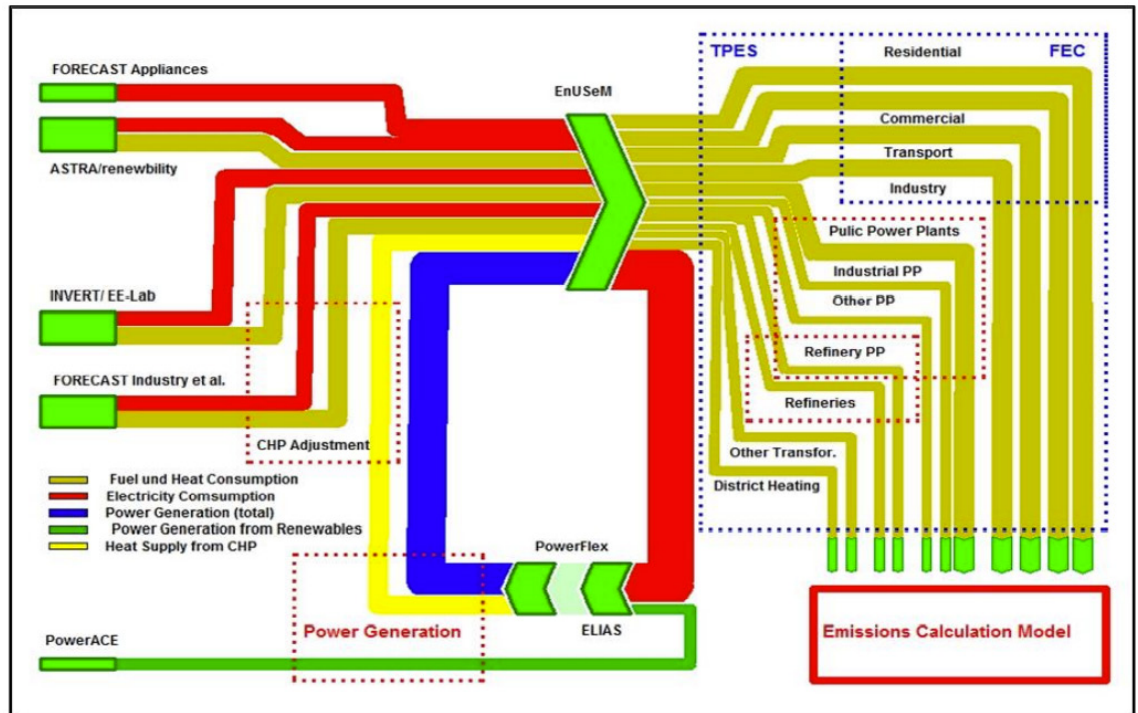 TPES
Residential
FEC
FORECAST Appliances
EnUSeM
Commercial
ASTRA/renewbility
Transport
Industry
Pulic Power Plants
INVERT/ EE-Lab
Industrial PP
Other PP
FORECAST Industry et al.
Refinery PP
Refineries
CHP Adjustment
Other Transfor.
District Heating
Fuel und Heat Consumption
Electricity Comsumption
Power Generation (total)
Power Generation from Renewables
Heat Supply from CHP
PowerFlex
ELIAS
Power Generation
PowerACE
Emissions Calculation Model